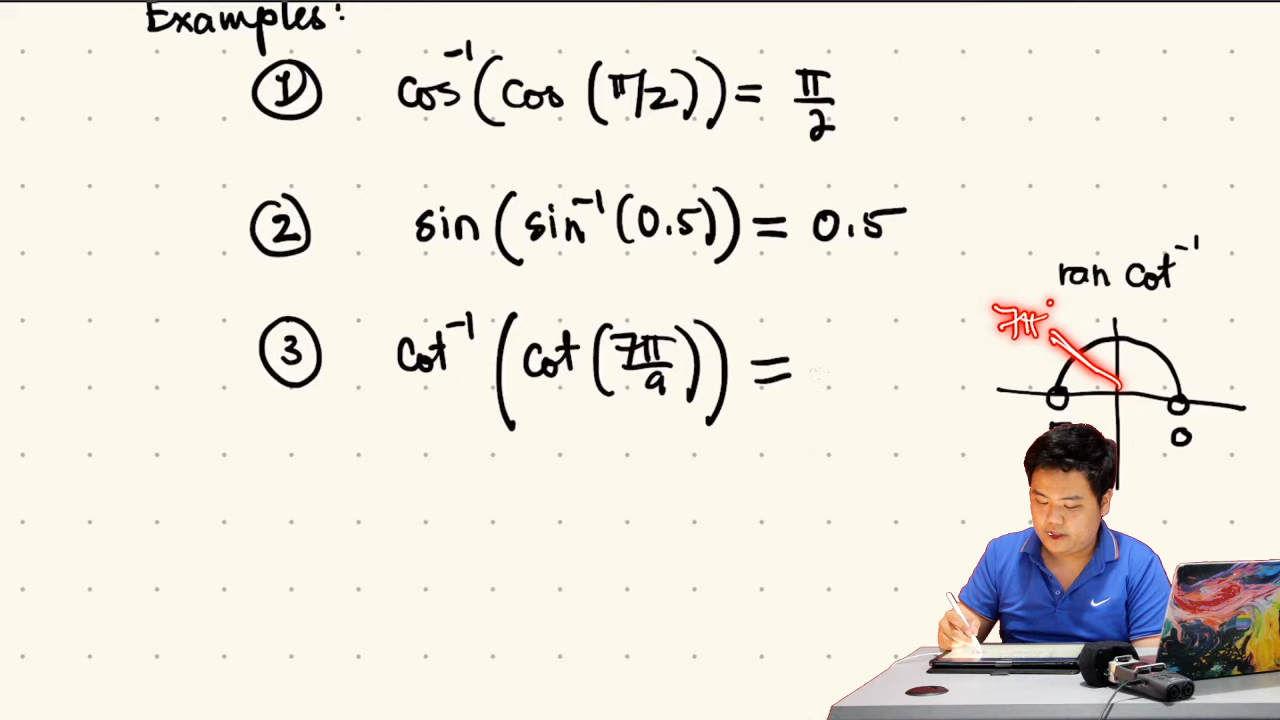 Examples:
① cos⁻¹(cos(π/2)) = π/2
② sin(sin⁻¹(0.5)) = 0.5
ran cot⁻¹
7π
③ cot⁻¹(cot(7π/9)) =
0